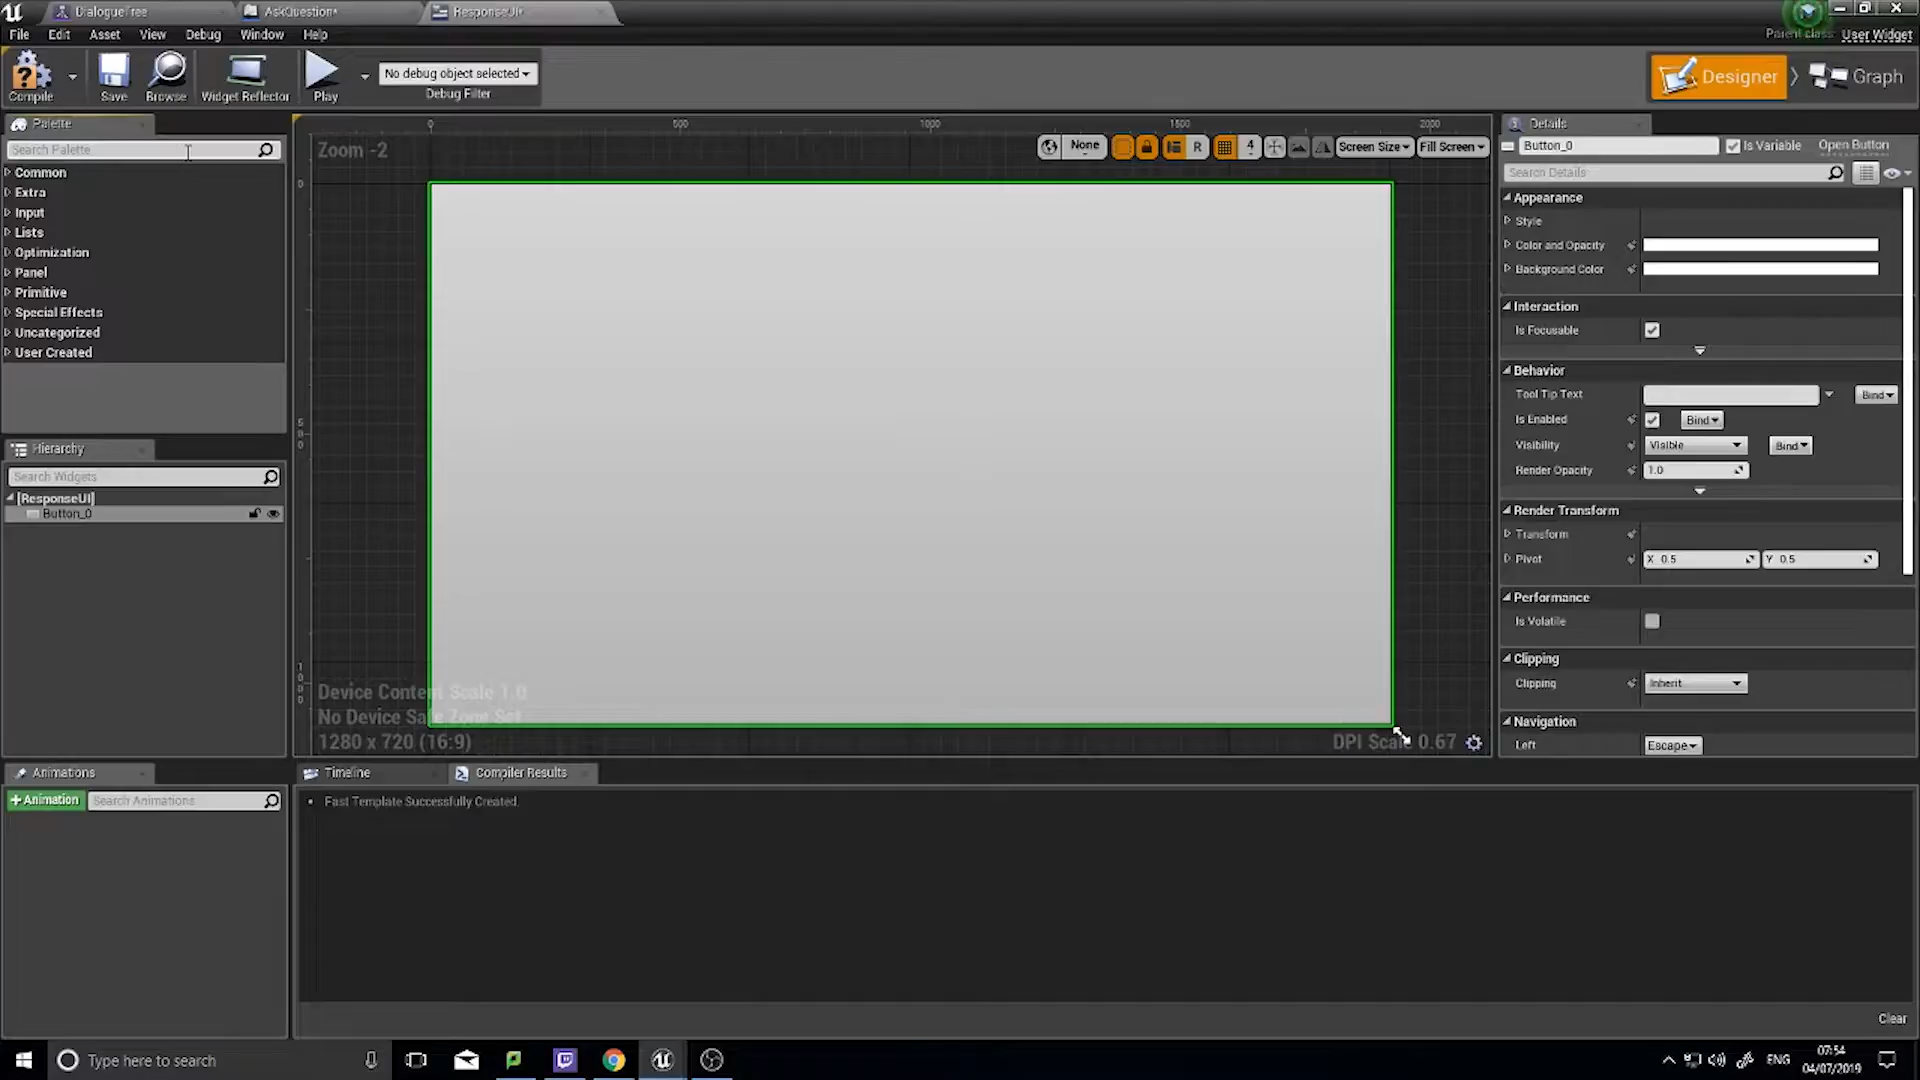 DialogueTree
AskQuestion*
ResponseUI*
File Edit Asset View Debug Window Help
Parent class: User Widget
Compile
Save
Browse
Widget Reflector
Play
No debug object selected
Debug Filter
Designer
Graph
Palette
Search Palette
Common
Extra
Input
Lists
Optimization
Panel
Primitive
Special Effects
Uncategorized
User Created
Hierarchy
Search Widgets
[ResponseUI]
Button_0
Animations
+Animation
Search Animations
0 500 1000 1500 2000
0
500
1000
Zoom -2
None
R
4
Screen Size
Fill Screen
Device Content Scale 1.0
No Device Safe Zone Set
1280 x 720 (16:9)
DPI Scale 0.67
Details
Button_0
Is Variable
Open Button
Search Details
Appearance
Style
Color and Opacity
Background Color
Interaction
Is Focusable
Behavior
Tool Tip Text
Bind
Is Enabled
Bind
Visibility
Visible
Bind
Render Opacity
1.0
Render Transform
Transform
Pivot
X 0.5
Y 0.5
Performance
Is Volatile
Clipping
Clipping
Inherit
Navigation
Left
Escape
Timeline
Compiler Results
Fast Template Successfully Created.
Clear
Type here to search
ENG
07:54
04/07/2019